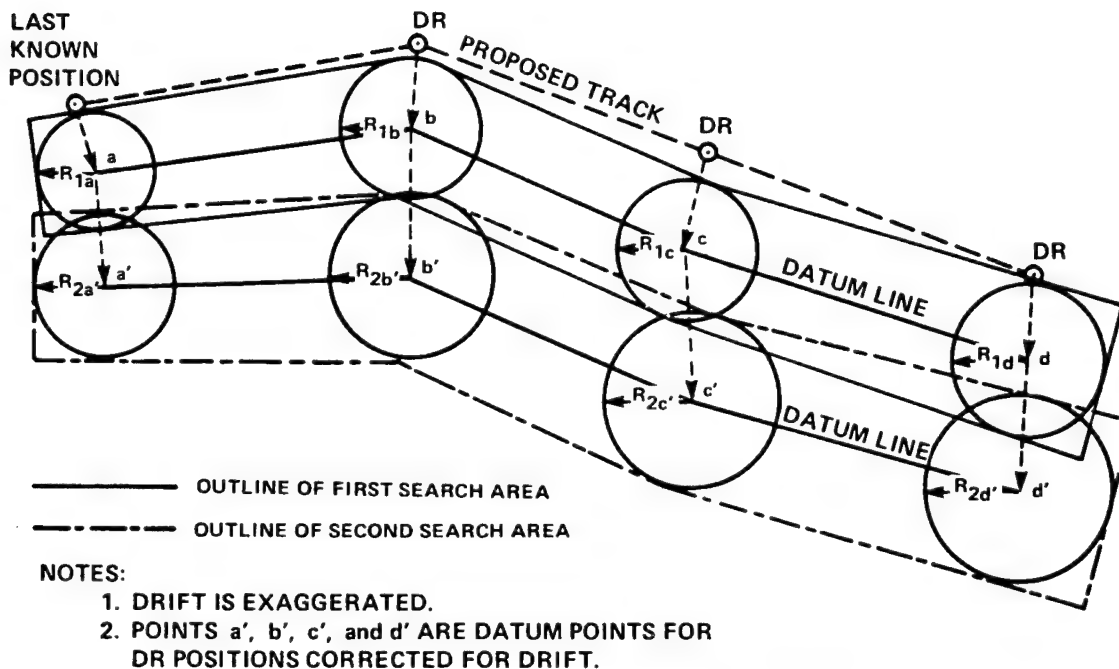 LAST
KNOWN
POSITION
DR
PROPOSED TRACK
DR
DR
R1a
a
R1b
b
R1c
c
DATUM LINE
R1d
d
R2a'
a'
R2b'
b'
R2c'
c'
DATUM LINE
R2d'
d'
OUTLINE OF FIRST SEARCH AREA
OUTLINE OF SECOND SEARCH AREA
NOTES:
1. DRIFT IS EXAGGERATED.
2. POINTS a', b', c', and d' ARE DATUM POINTS FOR
DR POSITIONS CORRECTED FOR DRIFT.